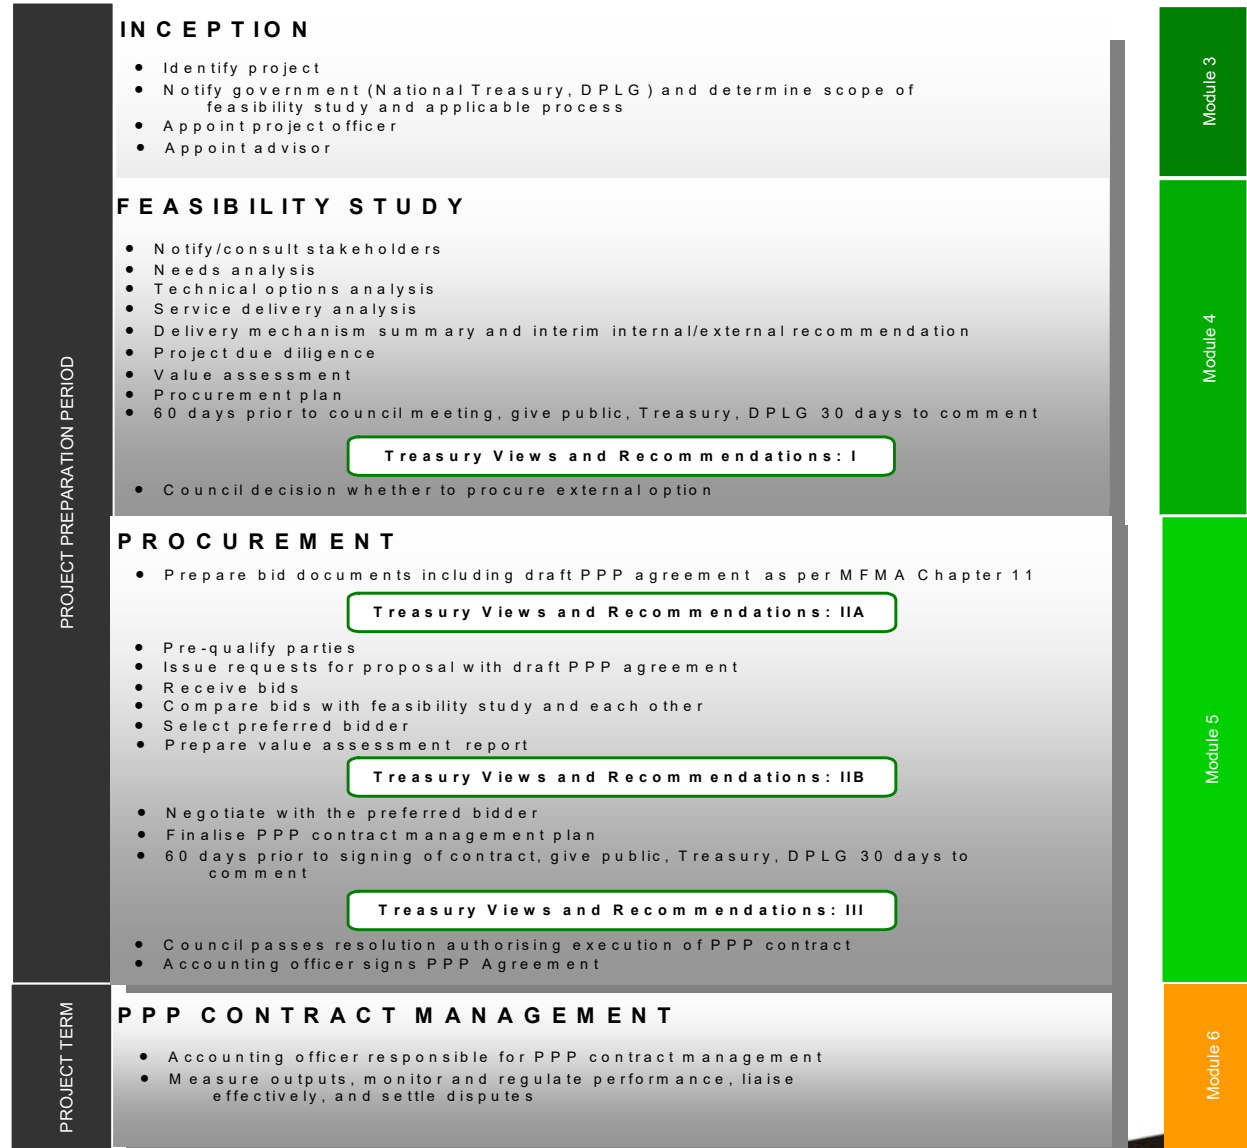 INCEPTION
Identify project
Notify government (National Treasury, DPLG) and determine scope of
feasibility study and applicable process
Appoint project officer
Appoint advisor
Module 3
FEASIBILITY STUDY
Notify/consult stakeholders
Needs analysis
Technical options analysis
Service delivery analysis
Delivery mechanism summary and interim internal/external recommendation
Project due diligence
Value assessment
Procurement plan
60 days prior to council meeting, give public, Treasury, DPLG 30 days to comment
Treasury Views and Recommendations: I
Council decision whether to procure external option
Module 4
PROJECT PREPARATION PERIOD
PROCUREMENT
Prepare bid documents including draft PPP agreement as per MFMA Chapter 11
Treasury Views and Recommendations: IIA
Pre-qualify parties
Issue requests for proposal with draft PPP agreement
Receive bids
Compare bids with feasibility study and each other
Select preferred bidder
Prepare value assessment report
Treasury Views and Recommendations: IIB
Negotiate with the preferred bidder
Finalise PPP contract management plan
60 days prior to signing of contract, give public, Treasury, DPLG 30 days to
comment
Treasury Views and Recommendations: III
Council passes resolution authorising execution of PPP contract
Accounting officer signs PPP Agreement
Module 5
PROJECT TERM
PPP CONTRACT MANAGEMENT
Accounting officer responsible for PPP contract management
Measure outputs, monitor and regulate performance, liaise
effectively, and settle disputes
Module 6